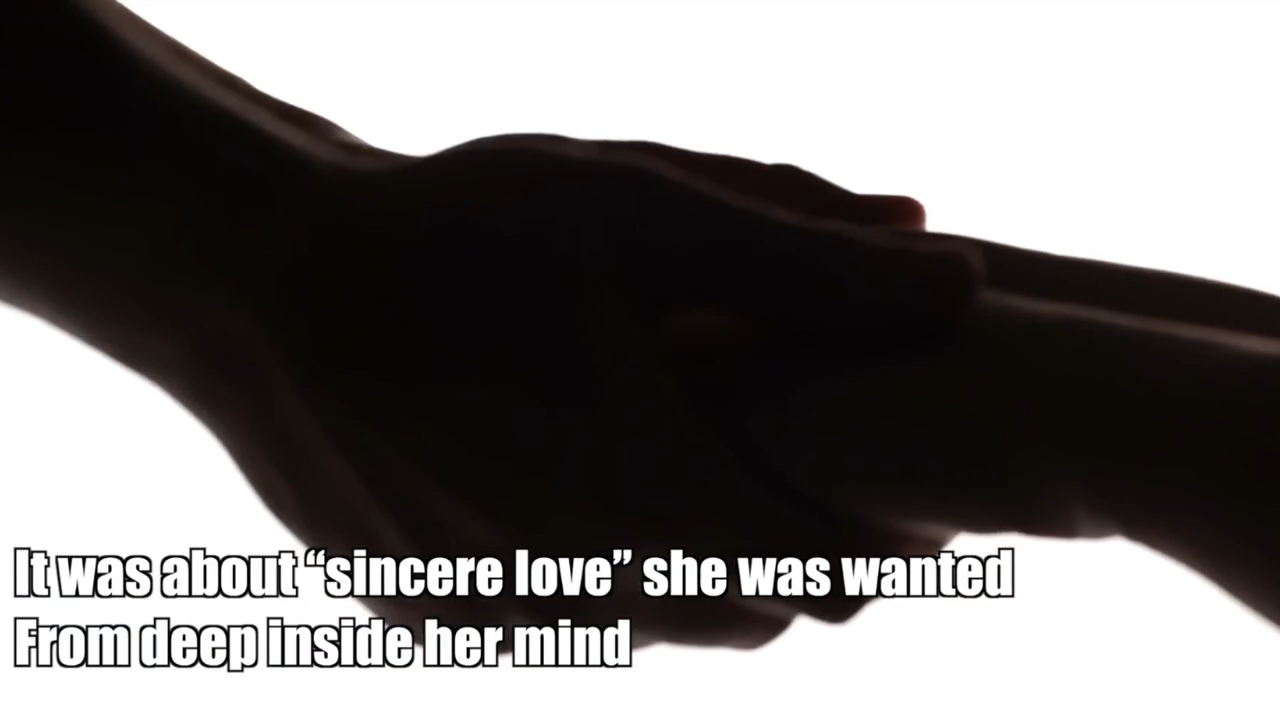 It was about “sincere love” she was wanted
From deep inside her mind